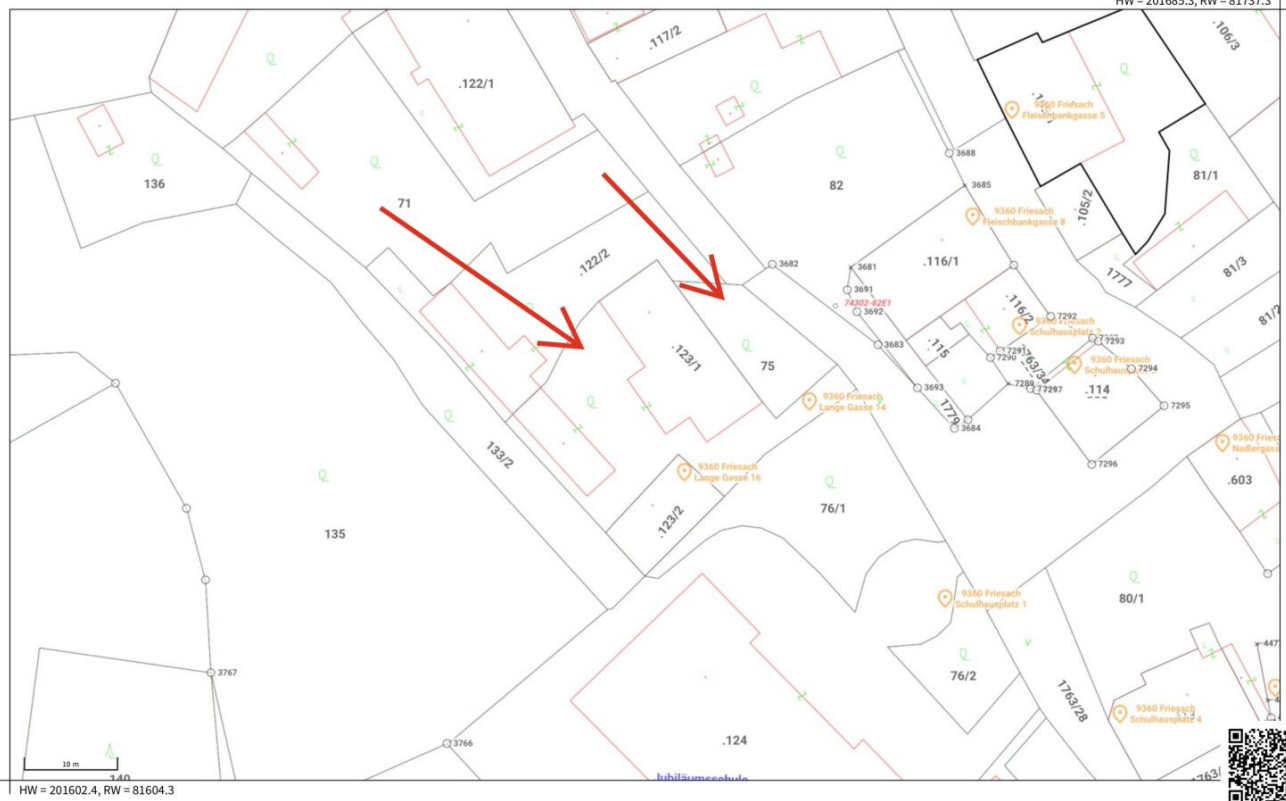 HW = 201685.3, RW = 81737.3
.117/2
.106/3
.122/1
9360 Friesach
Fleischbankgasse 5
136
3688
82
81/1
71
3685
.105/2
9360 Friesach
Fleischbankgasse 8
.122/2
3682
3681
.116/1
1777
81/3
3691
74302-62E1
3692
.116/2
7292
81/2
9360 Friesach
3683
.115
7293
.123/1
75
7290
9360 Friesach
7294
7289
7297
.114
3693
9360 Friesach
Lange Gasse 14
1779
3684
7295
133/2
9360 Friesach
Lange Gasse 16
7296
.603
76/1
.123/2
135
9360 Friesach
Schulhausplatz 1
80/1
3767
76/2
1763/28
9360 Friesach
Schulhausplatz 4
3766
.124
10 m
Jubiläumsschule
140
HW = 201602.4, RW = 81604.3